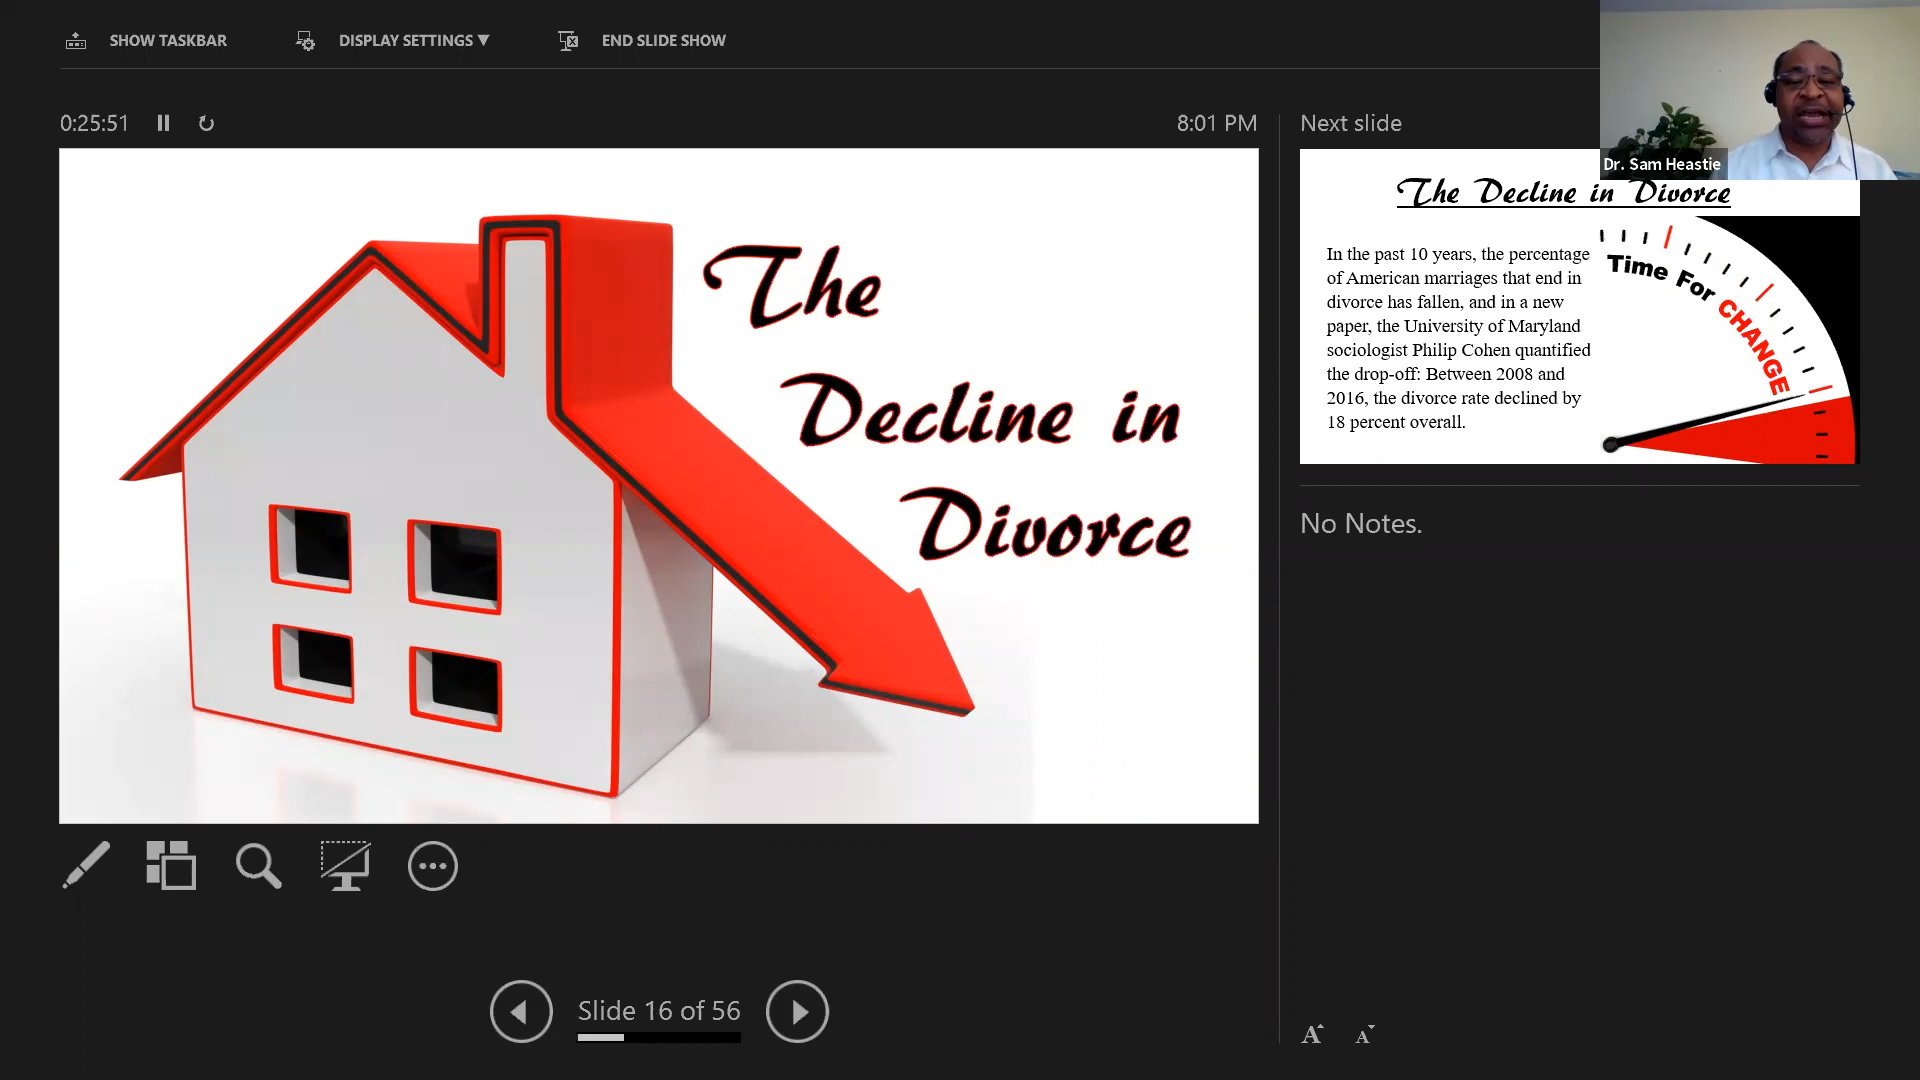 SHOW TASKBAR
DISPLAY SETTINGS ▼
END SLIDE SHOW
0:25:51
8:01 PM
The
Decline in
Divorce
Slide 16 of 56
Next slide
Dr. Sam Heastie
The Decline in Divorce
In the past 10 years, the percentage
of American marriages that end in
divorce has fallen, and in a new
paper, the University of Maryland
sociologist Philip Cohen quantified
the drop-off: Between 2008 and
2016, the divorce rate declined by
18 percent overall.
Time For CHANGE
No Notes.
A A